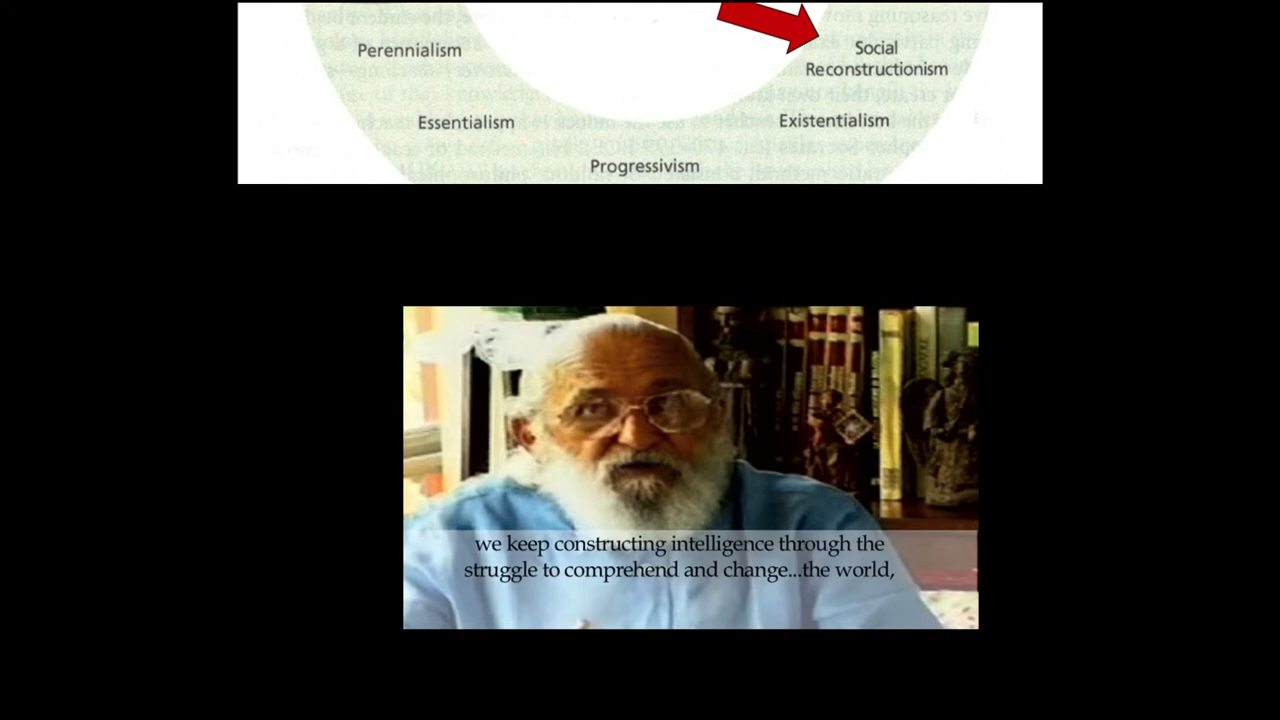 Perennialism
Social
Reconstructionism
Essentialism
Existentialism
Progressivism
we keep constructing intelligence through the
struggle to comprehend and change...the world,